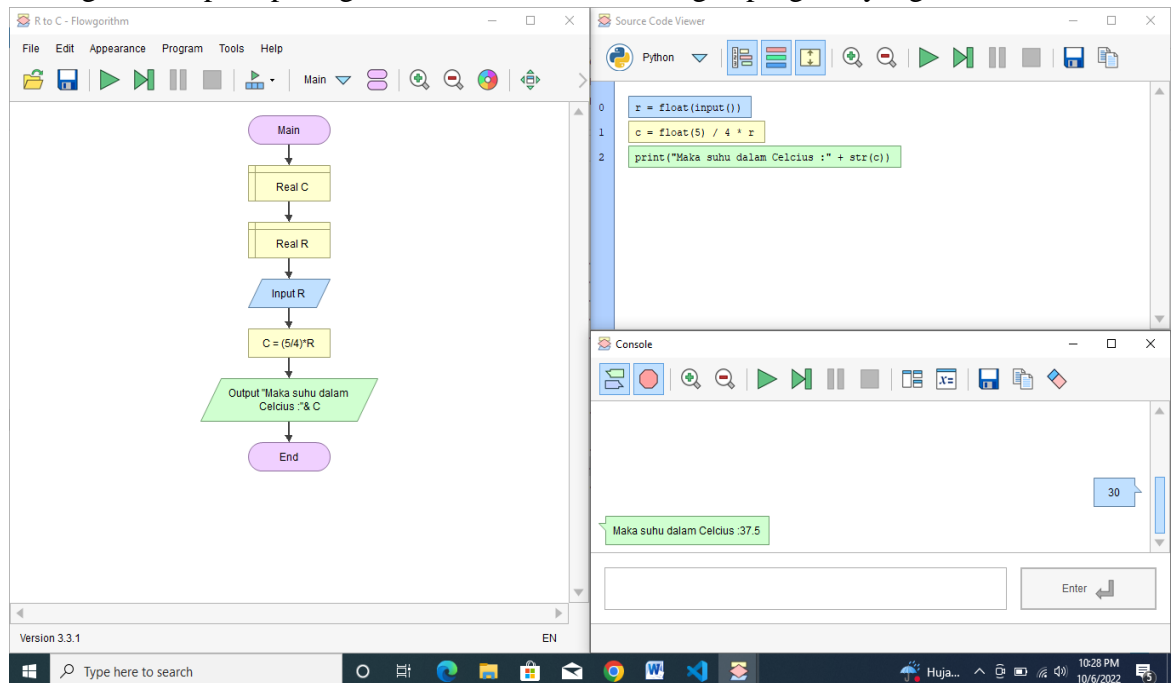 R to C - Flowgorithm
File Edit Appearance Program Tools Help
Main
Main
Real C
Real R
Input R
C = (5/4)*R
Output "Maka suhu dalam
Celcius :"& C
End
Version 3.3.1
EN
Source Code Viewer
Python
0 r = float(input())
1 c = float(5) / 4 * r
2 print("Maka suhu dalam Celcius :" + str(c))
Console
x=
30
Maka suhu dalam Celcius :37.5
Enter
Type here to search
W
Huja...
10:28 PM
10/6/2022
5